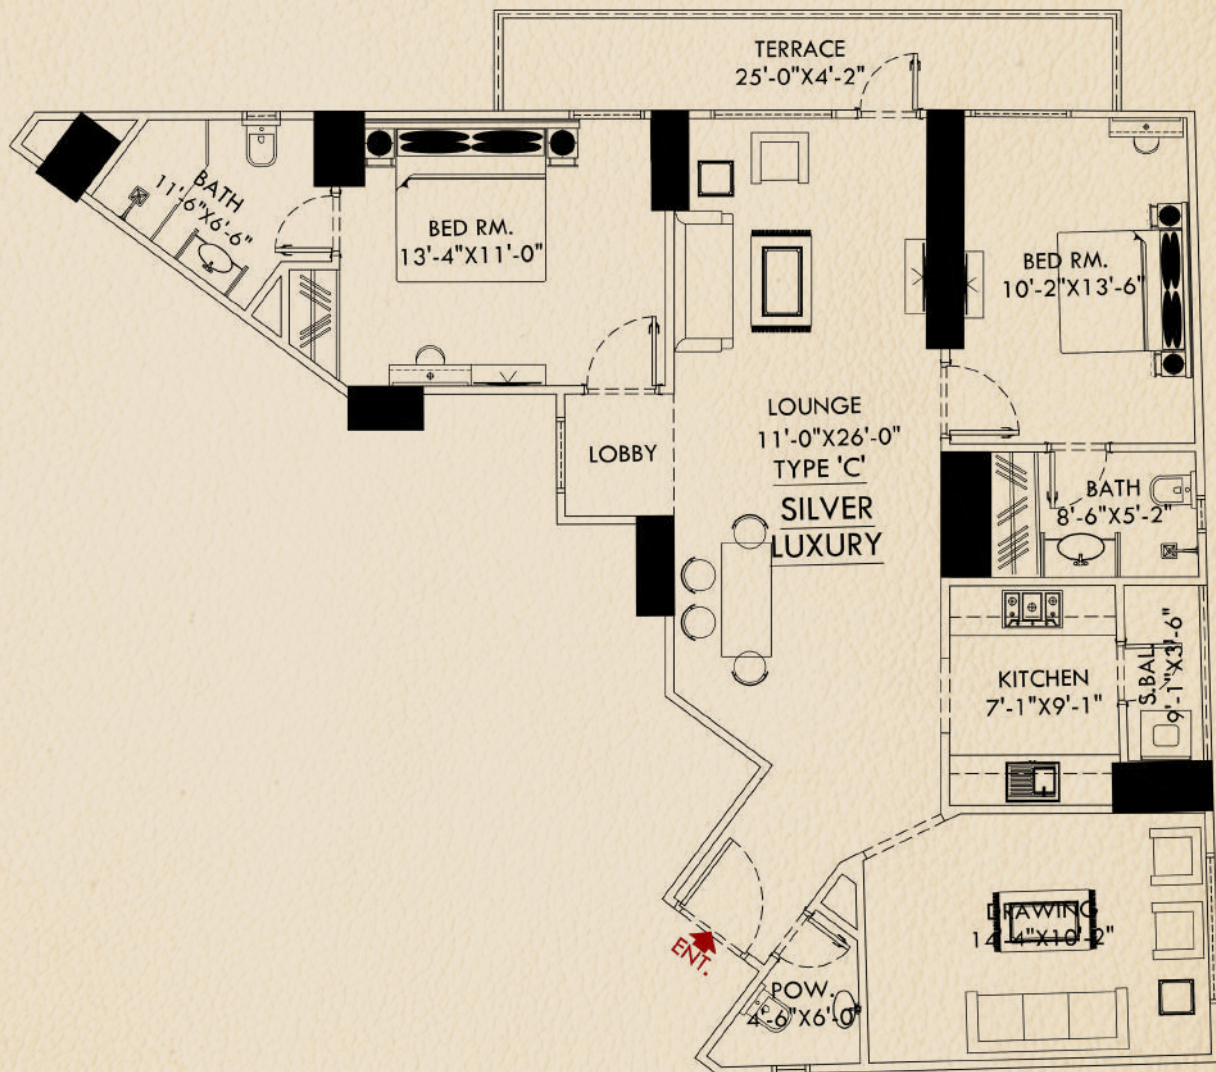 TERRACE
25'-0"X4'-2"
BATH
11'-6"X6'-6"
BED RM.
13'-4"X11'-0"
BED RM.
10'-2"X13'-6"
LOBBY
LOUNGE
11'-0"X26'-0"
TYPE 'C'
SILVER
LUXURY
BATH
8'-6"X5'-2"
KITCHEN
7'-1"X9'-1"
S.BAL.
9'-1"X3'-6"
DRAWING
14'-4"X10'-2"
ENT.
POW.
4'-6"X6'-0"